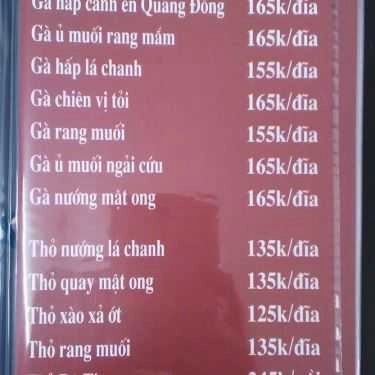 Gà hấp cánh én Quảng Đông 165k/đĩa
Gà ủ muối rang mắm 165k/đĩa
Gà hấp lá chanh 155k/đĩa
Gà chiên vị tỏi 165k/đĩa
Gà rang muối 155k/đĩa
Gà ủ muối ngải cứu 165k/đĩa
Gà nướng mật ong 165k/đĩa
Thỏ nướng lá chanh 135k/đĩa
Thỏ quay mật ong 135k/đĩa
Thỏ xào xả ớt 125k/đĩa
Thỏ rang muối 135k/đĩa